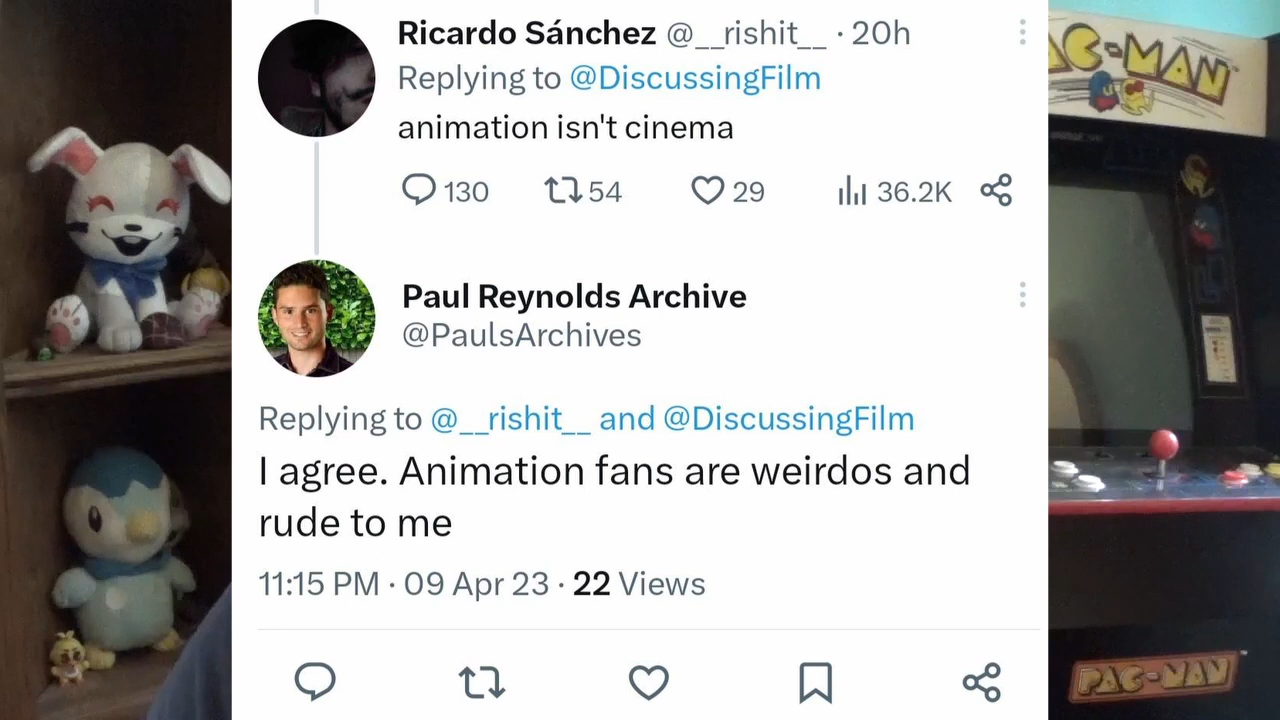 Ricardo Sánchez @__rishit__ · 20h
Replying to @DiscussingFilm
animation isn't cinema
130 54 29 36.2K
Paul Reynolds Archive
@PaulsArchives
Replying to @__rishit__ and @DiscussingFilm
I agree. Animation fans are weirdos and
rude to me
11:15 PM · 09 Apr 23 · 22 Views
AC-MAN
PAC-MAN